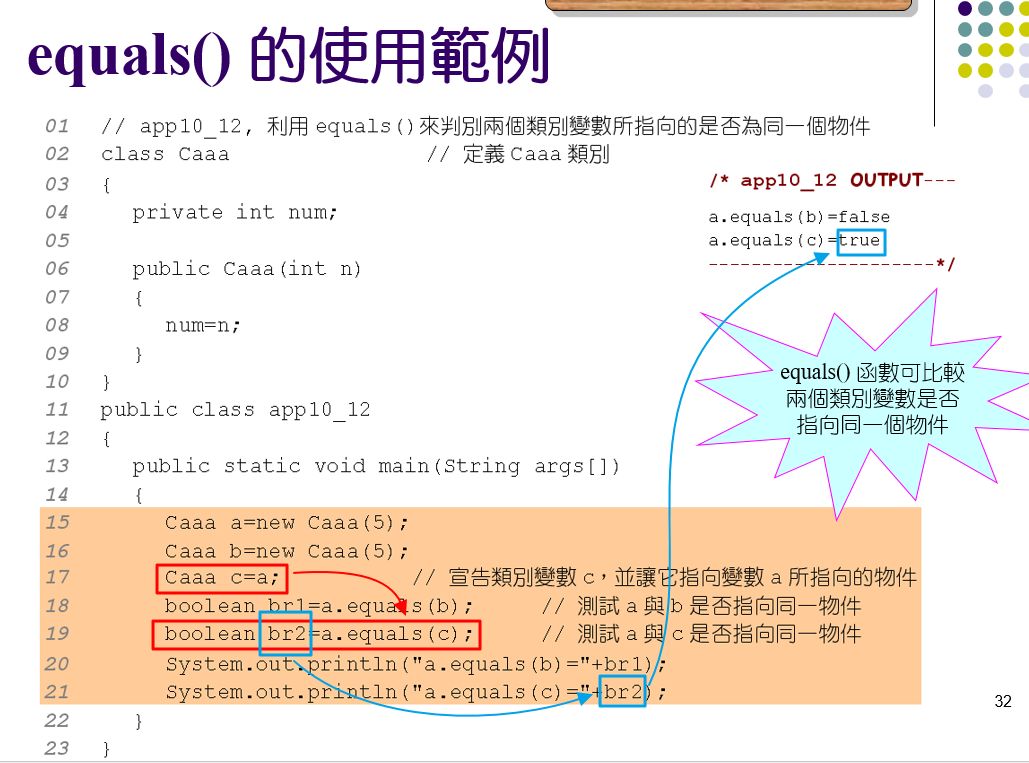 equals() 的使用範例
01 // app10_12, 利用 equals()來判別兩個類別變數所指向的是否為同一個物件
02 class Caaa // 定義 Caaa 類別
03 {
04 private int num;
05
06 public Caaa(int n)
07 {
08 num=n;
09 }
10 }
11 public class app10_12
12 {
13 public static void main(String args[])
14 {
15 Caaa a=new Caaa(5);
16 Caaa b=new Caaa(5);
17 Caaa c=a; // 宣告類別變數 c，並讓它指向變數 a 所指向的物件
18 boolean br1=a.equals(b); // 測試 a 與 b 是否指向同一物件
19 boolean br2=a.equals(c); // 測試 a 與 c 是否指向同一物件
20 System.out.println("a.equals(b)="+br1);
21 System.out.println("a.equals(c)="+br2);
22 }
23 }
/* app10_12 OUTPUT---
a.equals(b)=false
a.equals(c)=true
---------------------*/
equals() 函數可比較
兩個類別變數是否
指向同一個物件
32